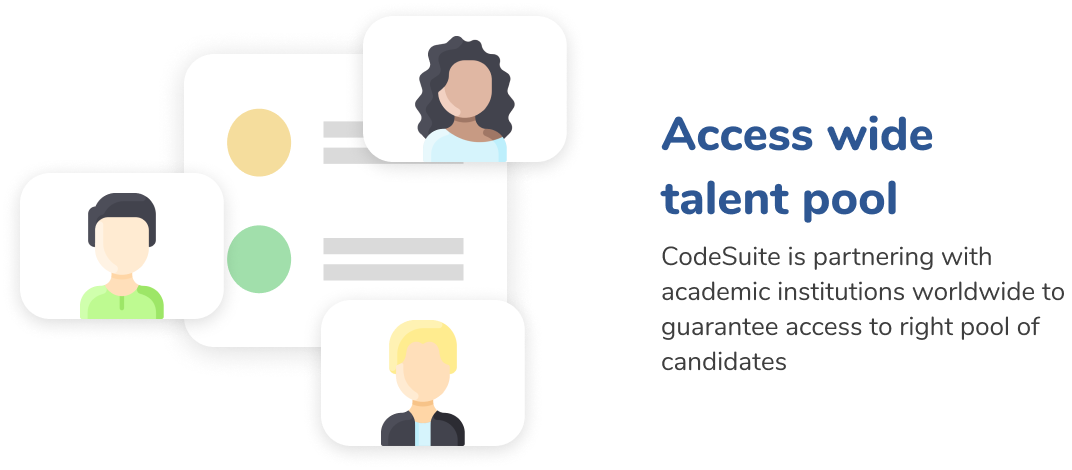 Access wide
talent pool
CodeSuite is partnering with
academic institutions worldwide to
guarantee access to right pool of
candidates